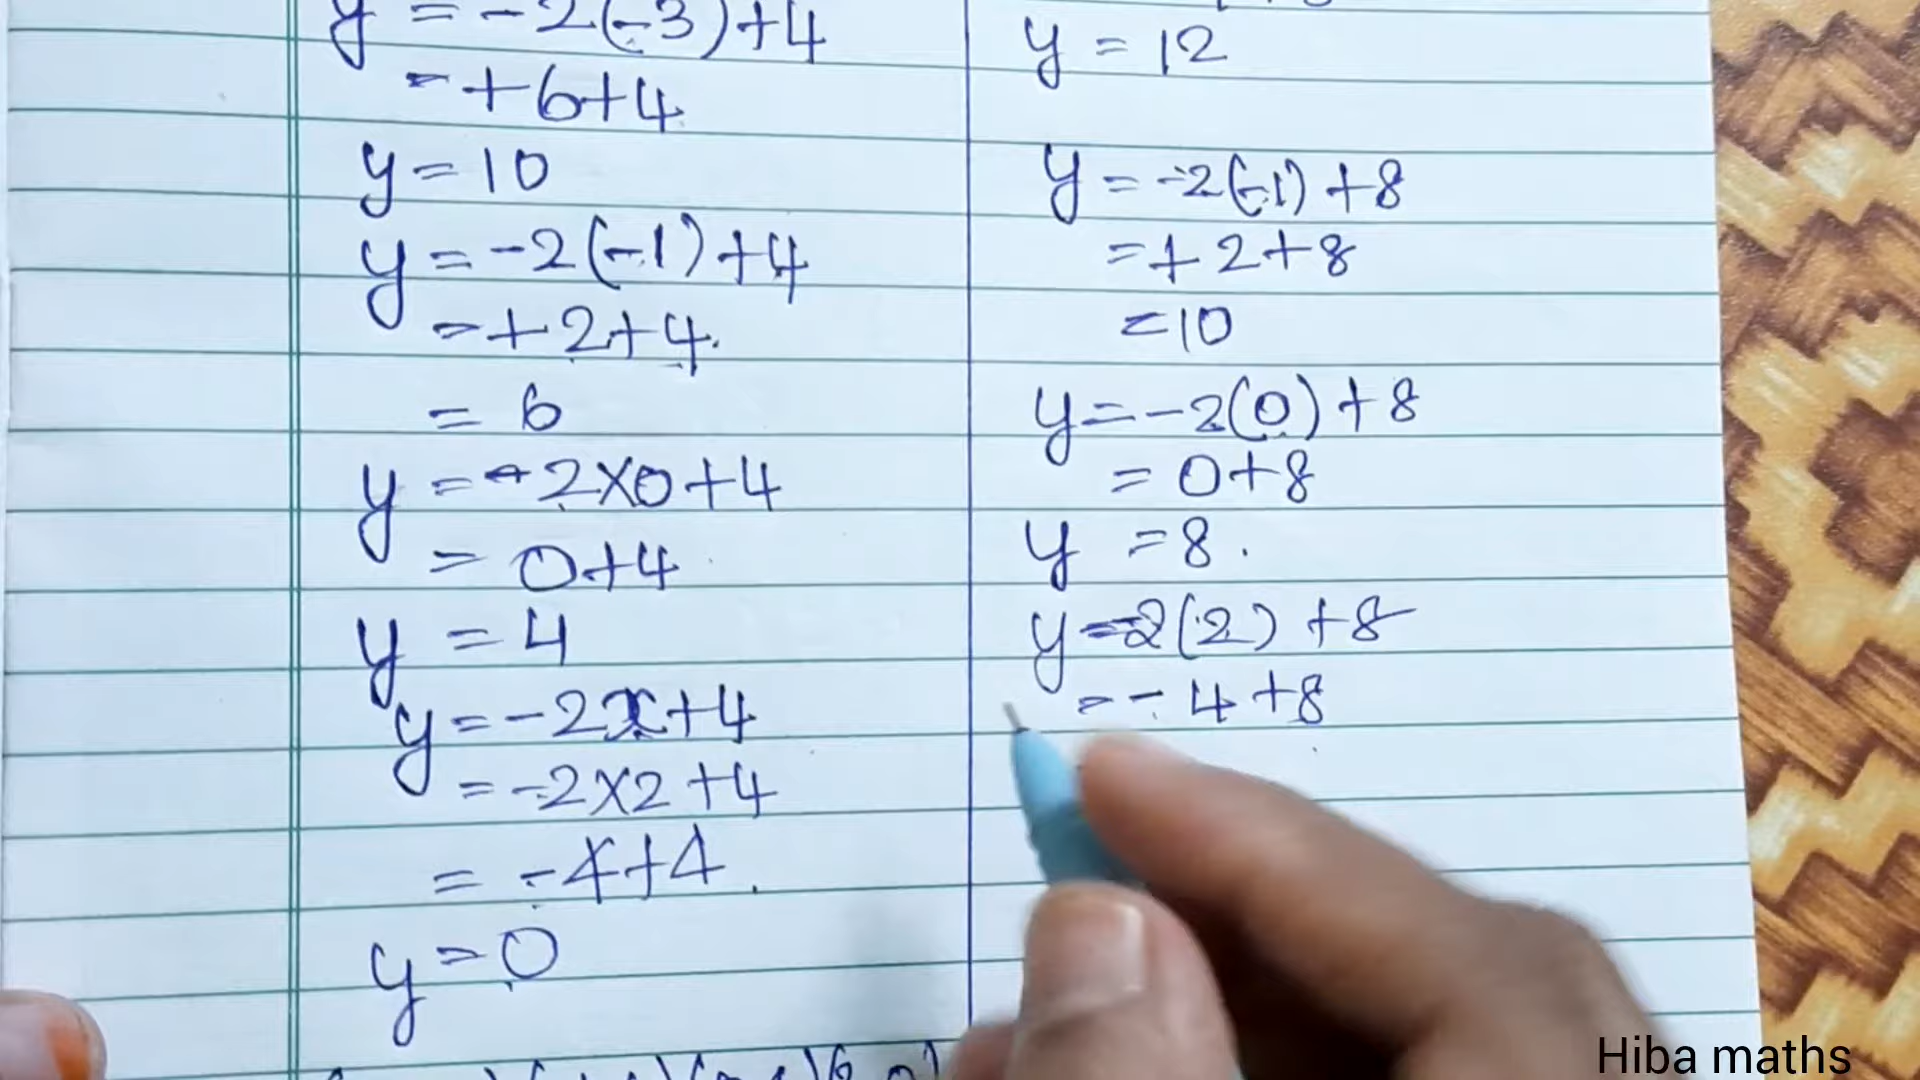 y = -2(-3)+4
= +6+4
y = 10
y = -2(-1)+4
= +2+4.
= 6
y = -2×0+4
= 0+4
y = 4
y = -2x+4
= -2×2+4
= -4+4.
y = 0
y = 12
y = -2(-1)+8
= +2+8
= 10
y = -2(0)+8
= 0+8
y = 8.
y = -2(2)+8
= -4+8
Hiba maths